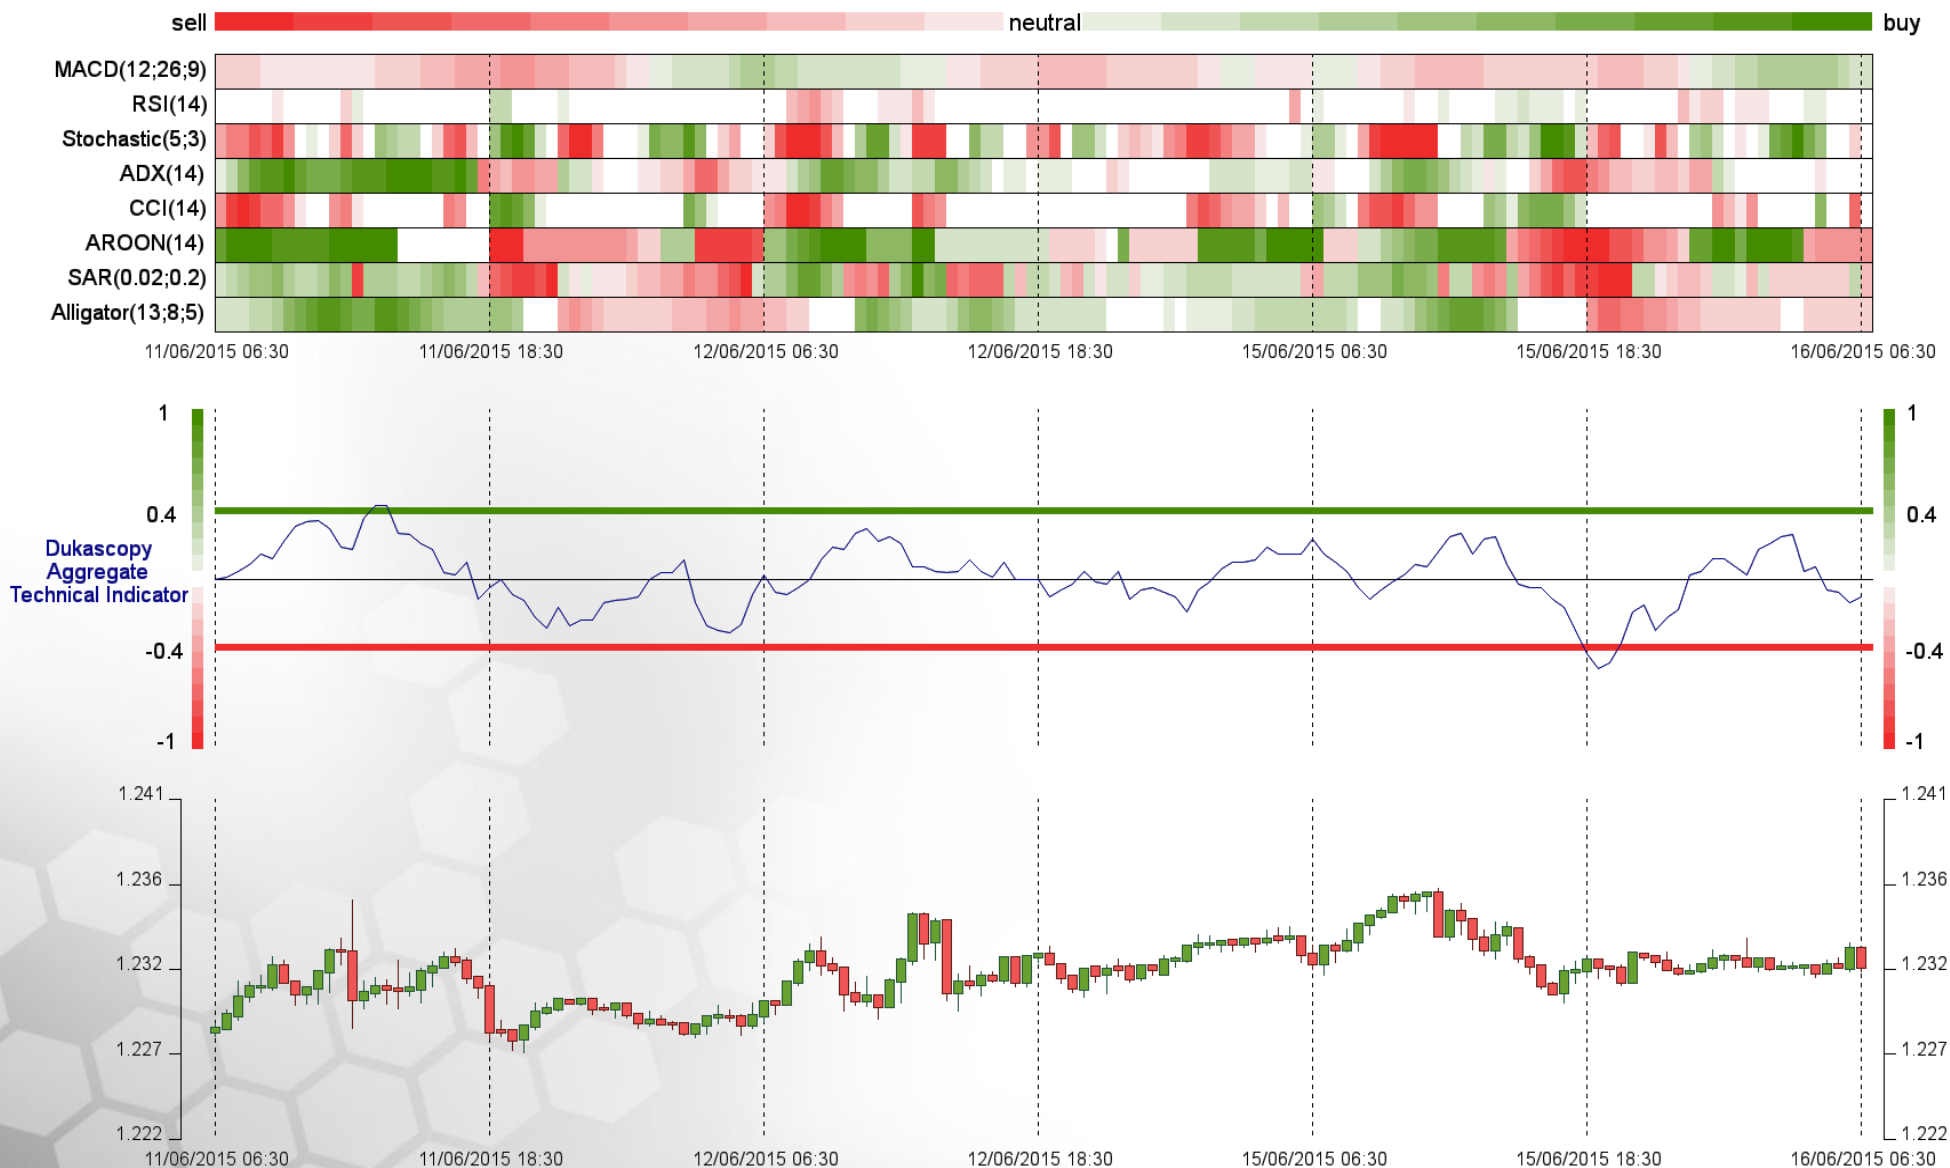 sell neutral buy
MACD(12;26;9)
RSI(14)
Stochastic(5;3)
ADX(14)
CCI(14)
AROON(14)
SAR(0.02;0.2)
Alligator(13;8;5)
11/06/2015 06:30 11/06/2015 18:30 12/06/2015 06:30 12/06/2015 18:30 15/06/2015 06:30 15/06/2015 18:30 16/06/2015 06:30
1 1
0.4 0.4
Dukascopy
Aggregate
Technical Indicator
-0.4 -0.4
-1 -1
1.241 1.241
1.236 1.236
1.232 1.232
1.227 1.227
1.222 1.222
11/06/2015 06:30 11/06/2015 18:30 12/06/2015 06:30 12/06/2015 18:30 15/06/2015 06:30 15/06/2015 18:30 16/06/2015 06:30